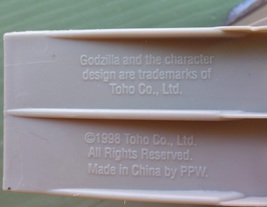 Godzilla and the character
design are trademarks of
Toho Co., Ltd.
©1998 Toho Co., Ltd.
All Rights Reserved.
Made in China by PPW.